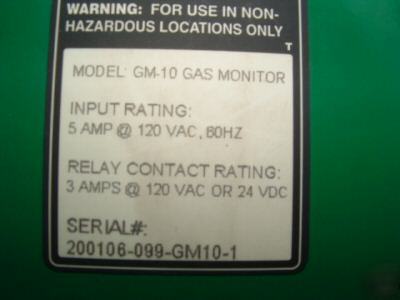 WARNING: FOR USE IN NON-
HAZARDOUS LOCATIONS ONLY
T
MODEL: GM-10 GAS MONITOR
INPUT RATING:
5 AMP @ 120 VAC, 60HZ
RELAY CONTACT RATING:
3 AMPS @ 120 VAC OR 24 VDC
SERIAL#:
200106-099-GM10-1